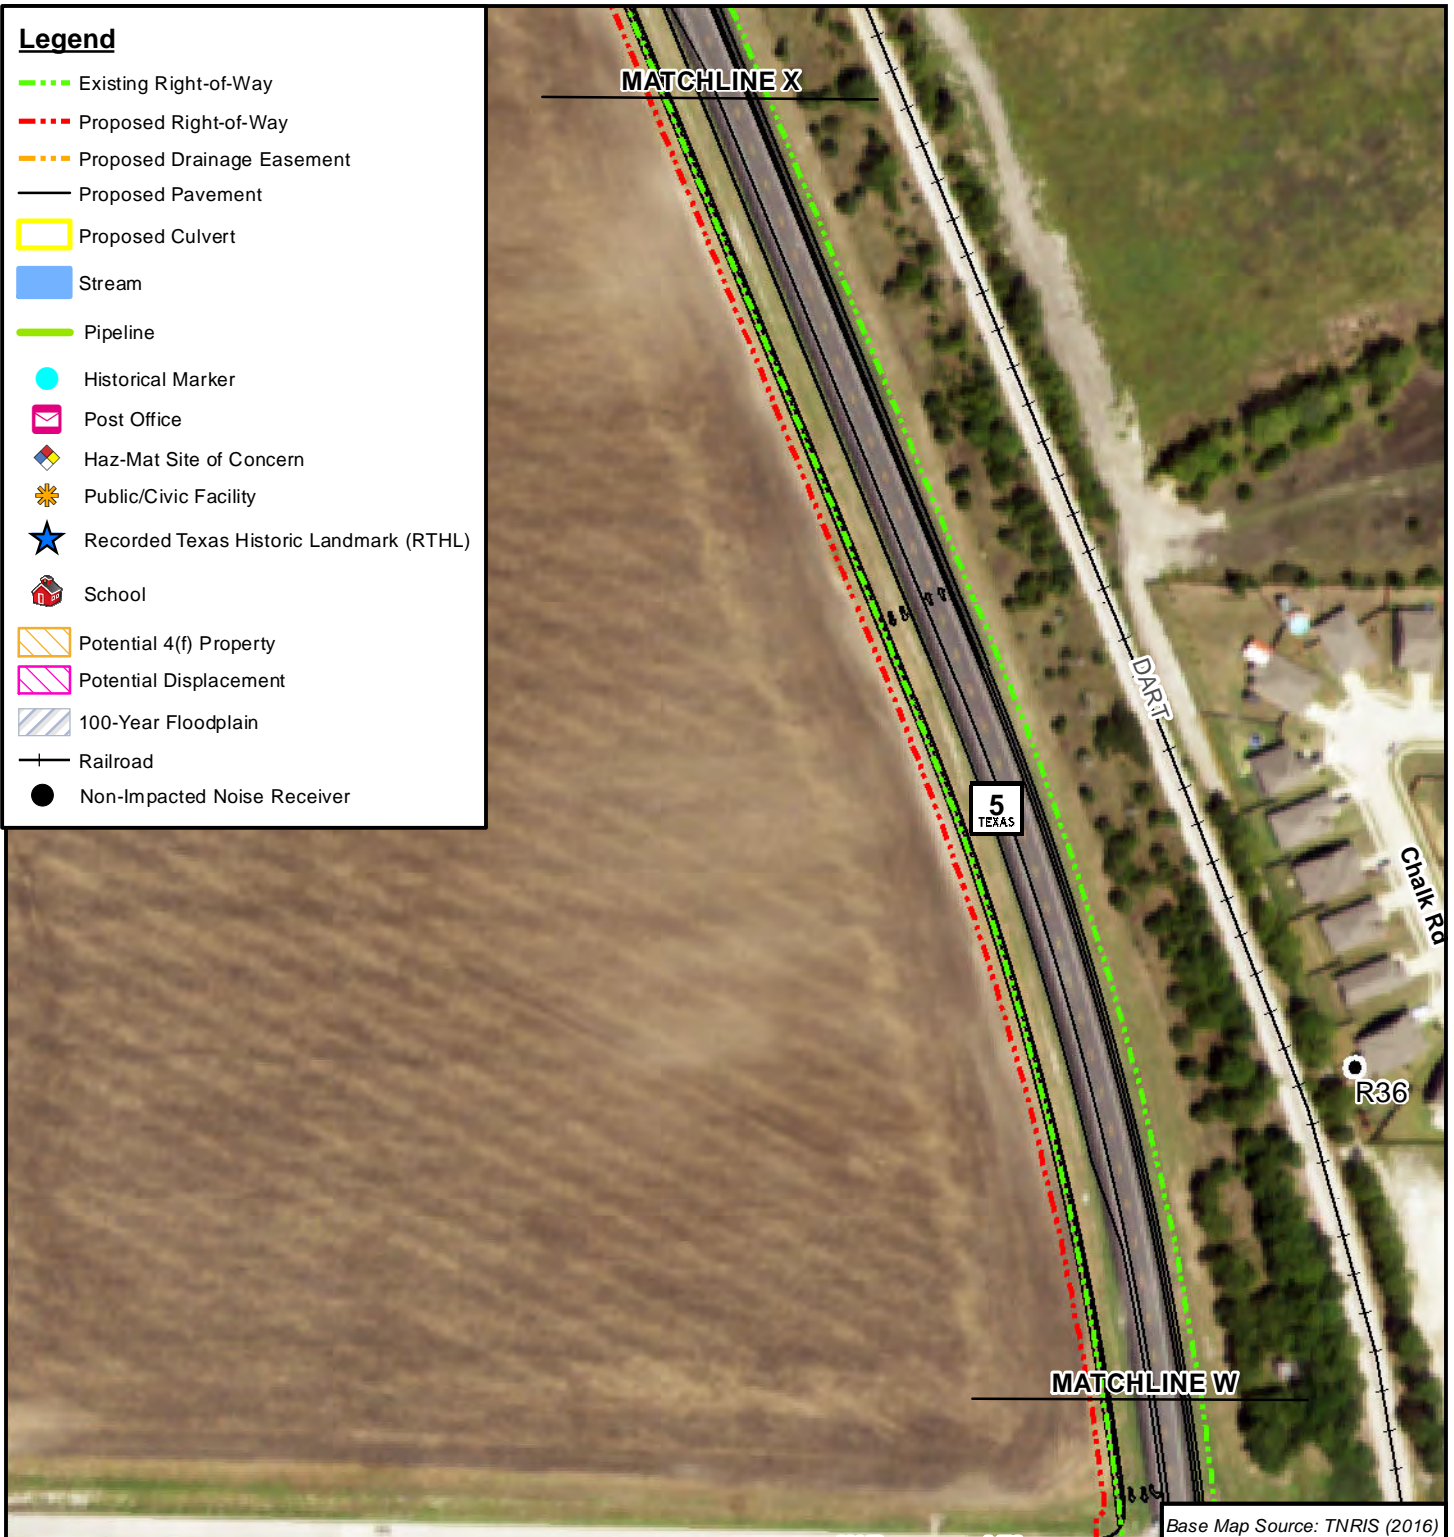 Legend
Existing Right-of-Way
Proposed Right-of-Way
Proposed Drainage Easement
Proposed Pavement
Proposed Culvert
Stream
Pipeline
Historical Marker
Post Office
Haz-Mat Site of Concern
Public/Civic Facility
Recorded Texas Historic Landmark (RTHL)
School
Potential 4(f) Property
Potential Displacement
100-Year Floodplain
Railroad
Non-Impacted Noise Receiver
MATCHLINE X
DART
5
TEXAS
Chalk Rd
R36
MATCHLINE W
Base Map Source: TNRIS (2016)